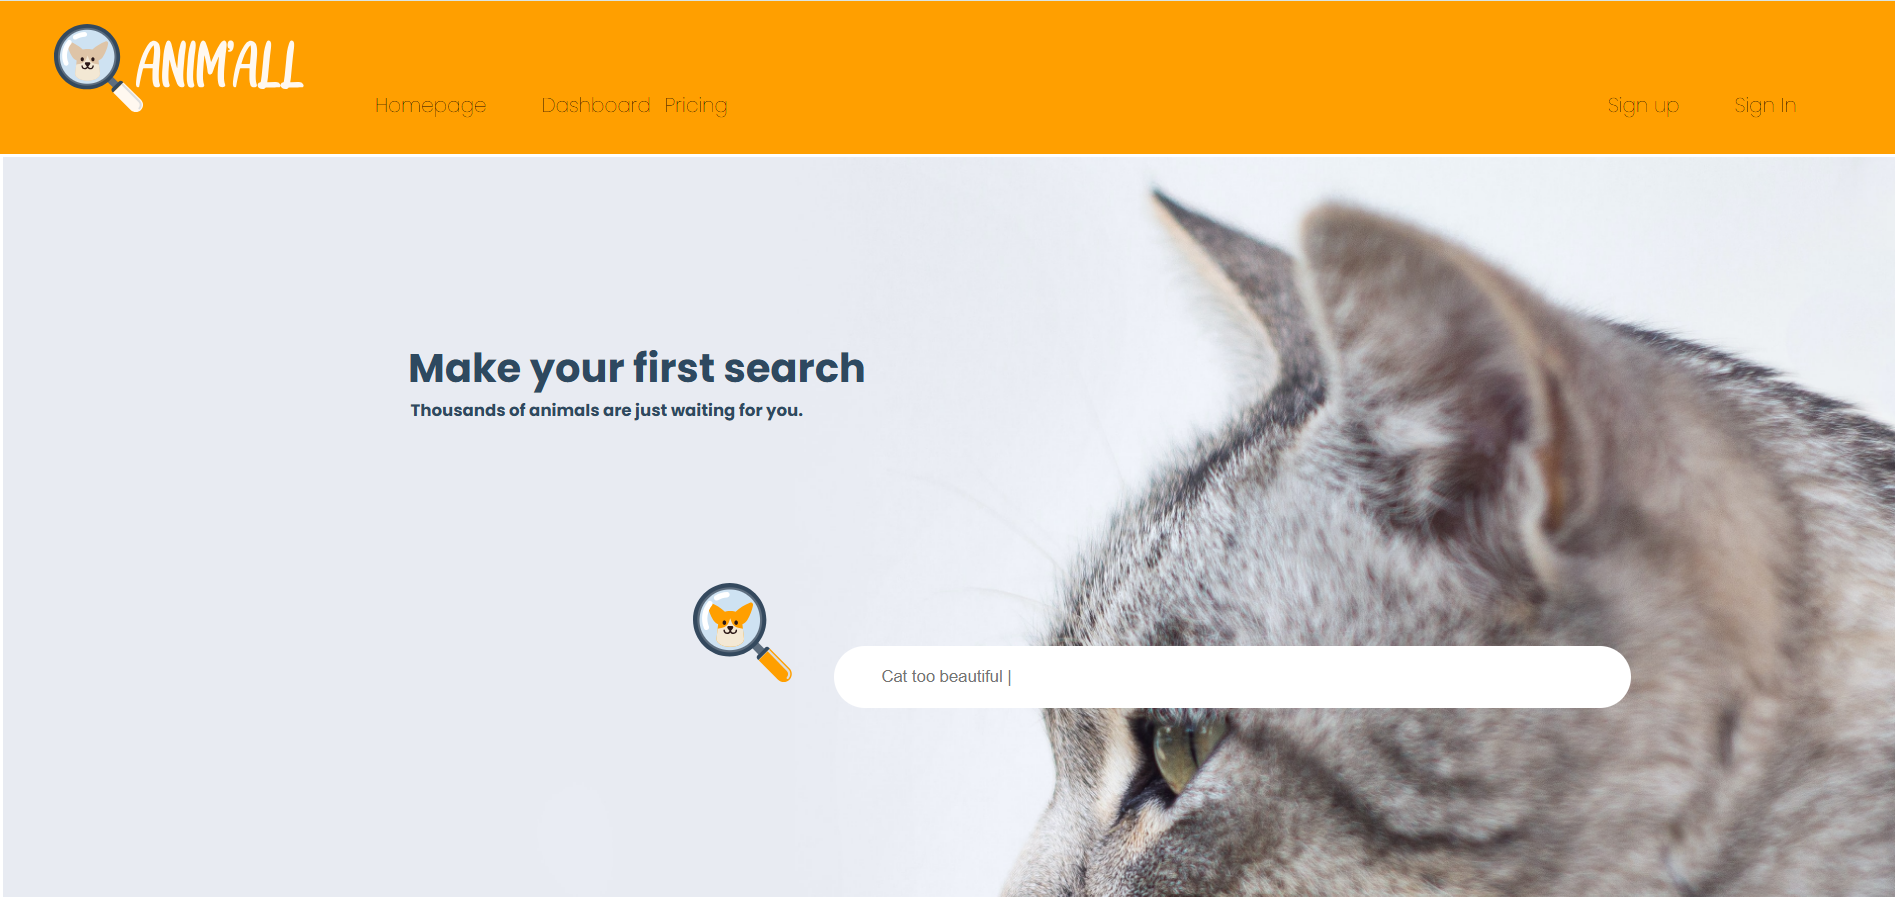 ANIM'ALL
Homepage Dashboard Pricing Sign up Sign In
Make your first search
Thousands of animals are just waiting for you.
Cat too beautiful |